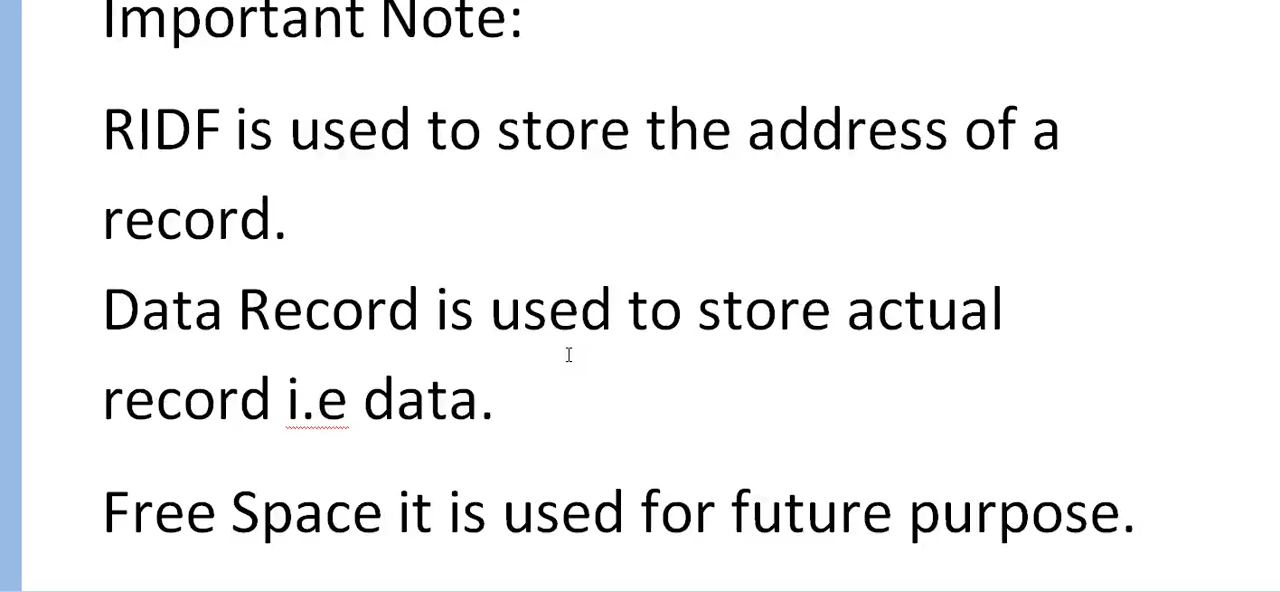 Important Note:
RIDF is used to store the address of a
record.
Data Record is used to store actual
record i.e data.
Free Space it is used for future purpose.